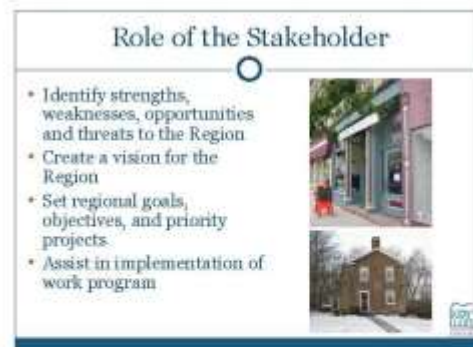 Role of the Stakeholder
• Identify strengths,
weaknesses, opportunities
and threats to the Region
• Create a vision for the
Region
• Set regional goals,
objectives, and priority
projects
• Assist in implementation of
work program